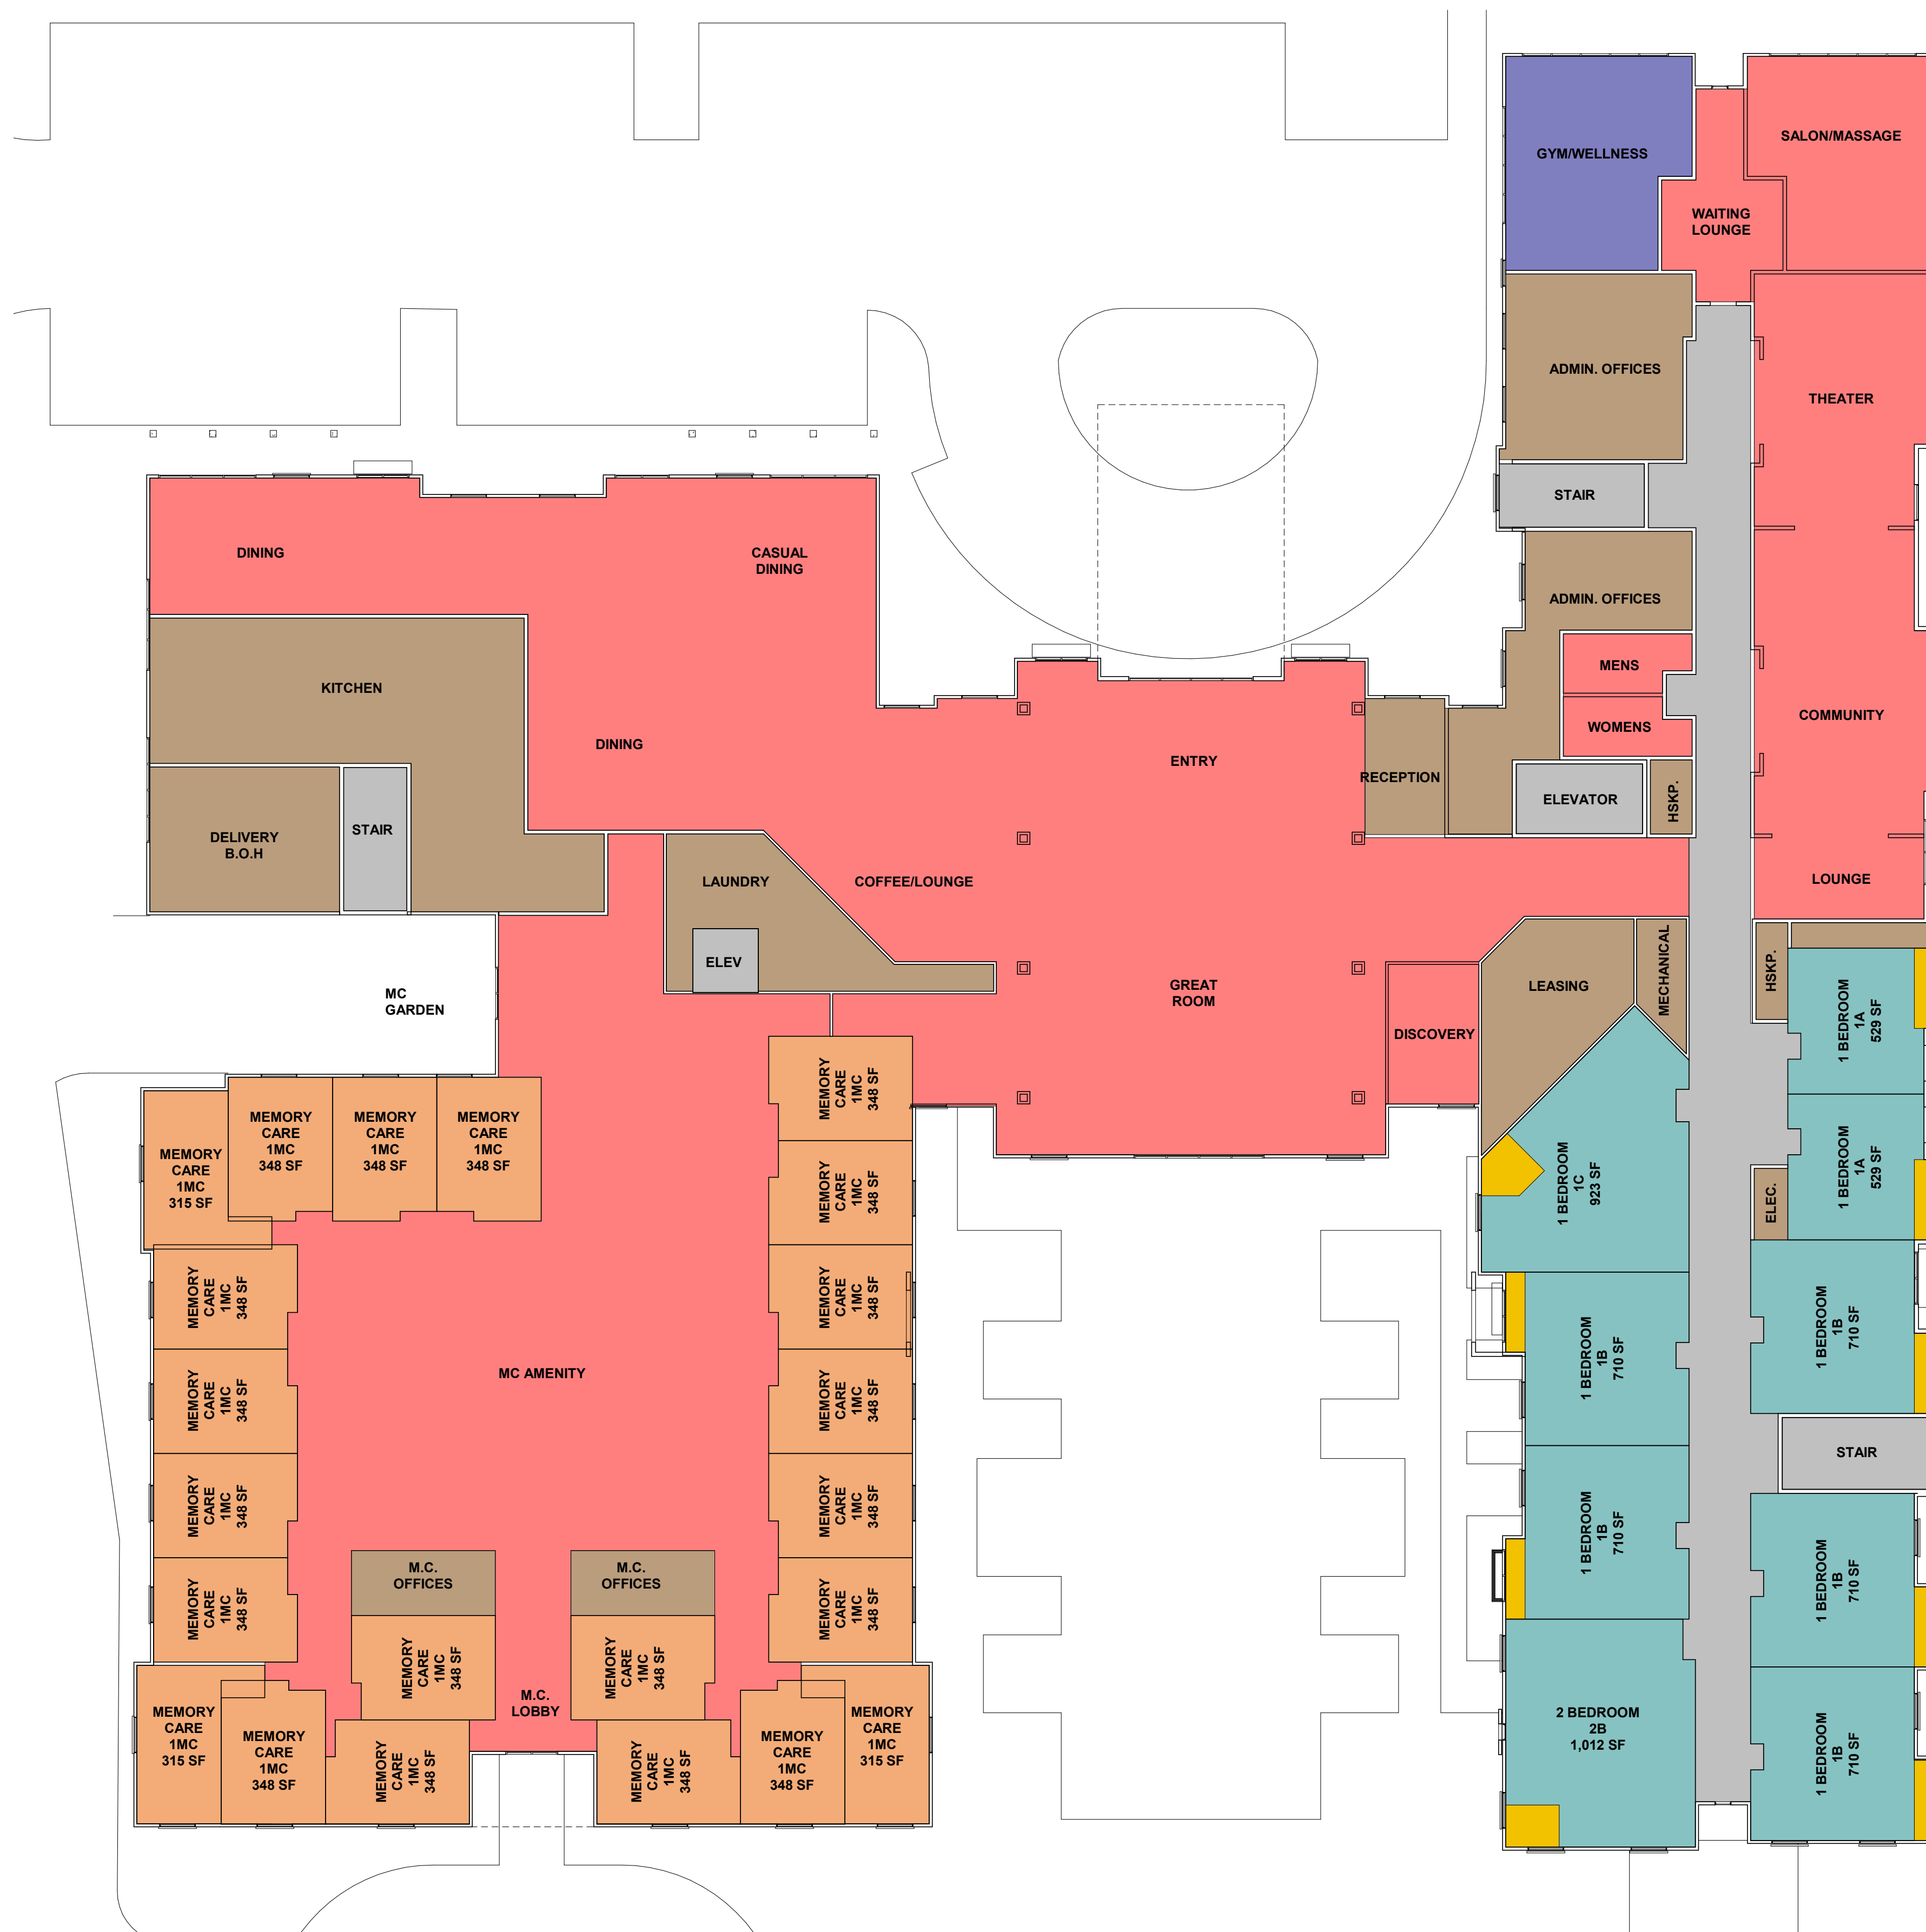 GYM/WELLNESS
SALON/MASSAGE
WAITING
LOUNGE
ADMIN. OFFICES
THEATER
STAIR
DINING
CASUAL
DINING
ADMIN. OFFICES
MENS
WOMENS
COMMUNITY
KITCHEN
DINING
ENTRY
RECEPTION
ELEVATOR
HSKP.
DELIVERY
B.O.H
STAIR
LAUNDRY
COFFEE/LOUNGE
LOUNGE
ELEV
MC
GARDEN
GREAT
ROOM
DISCOVERY
LEASING
MECHANICAL
HSKP.
1 BEDROOM
1A
529 SF
1 BEDROOM
1A
529 SF
ELEC.
MEMORY
CARE
1MC
315 SF
MEMORY
CARE
1MC
348 SF
MEMORY
CARE
1MC
348 SF
MEMORY
CARE
1MC
348 SF
MEMORY
CARE
1MC
348 SF
MEMORY
CARE
1MC
348 SF
1 BEDROOM
1C
923 SF
MEMORY
CARE
1MC
348 SF
MEMORY
CARE
1MC
348 SF
1 BEDROOM
1B
710 SF
1 BEDROOM
1B
710 SF
MC AMENITY
MEMORY
CARE
1MC
348 SF
MEMORY
CARE
1MC
348 SF
STAIR
MEMORY
CARE
1MC
348 SF
MEMORY
CARE
1MC
348 SF
1 BEDROOM
1B
710 SF
1 BEDROOM
1B
710 SF
M.C.
OFFICES
M.C.
OFFICES
MEMORY
CARE
1MC
348 SF
MEMORY
CARE
1MC
348 SF
MEMORY
CARE
1MC
348 SF
MEMORY
CARE
1MC
348 SF
M.C.
LOBBY
MEMORY
CARE
1MC
315 SF
MEMORY
CARE
1MC
348 SF
MEMORY
CARE
1MC
348 SF
MEMORY
CARE
1MC
348 SF
MEMORY
CARE
1MC
348 SF
MEMORY
CARE
1MC
315 SF
2 BEDROOM
2B
1,012 SF
1 BEDROOM
1B
710 SF